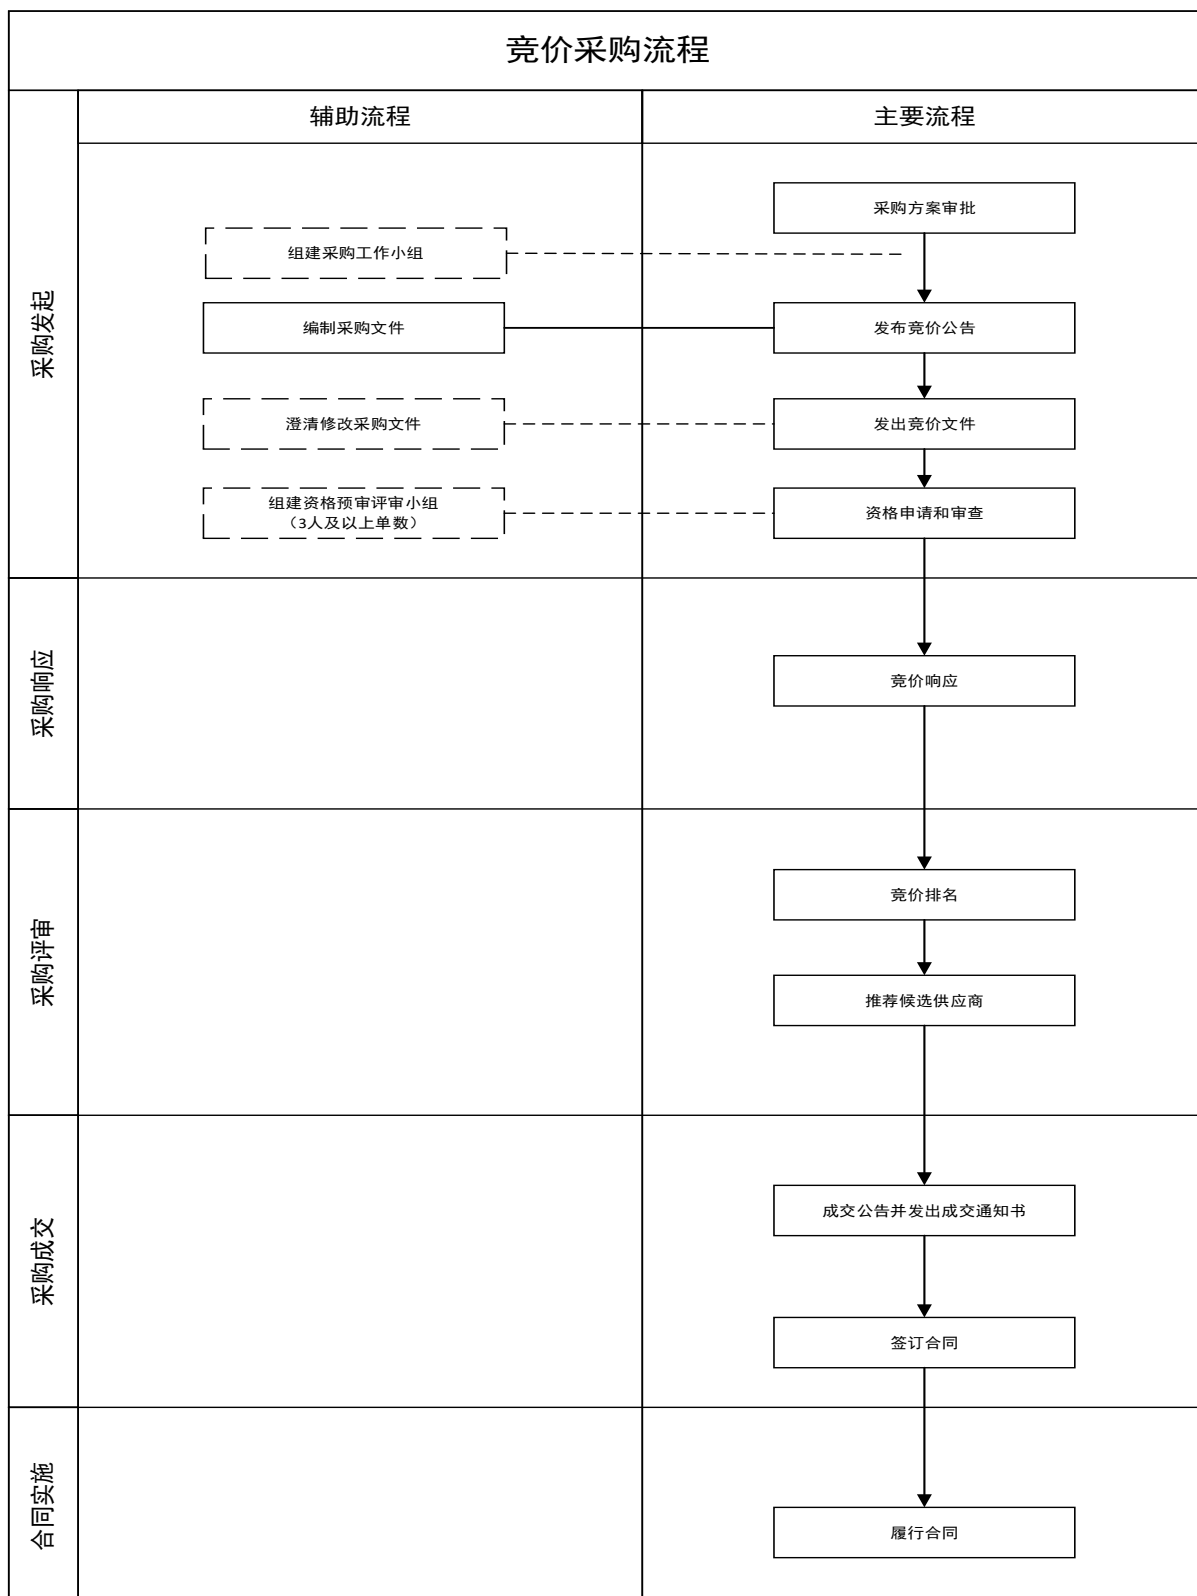 竞价采购流程
辅助流程
主要流程
采购发起
采购方案审批
组建采购工作小组
编制采购文件
发布竞价公告
澄清修改采购文件
发出竞价文件
组建资格预审评审小组
（3人及以上单数）
资格申请和审查
采购响应
竞价响应
采购评审
竞价排名
推荐候选供应商
采购成交
成交公告并发出成交通知书
签订合同
合同实施
履行合同